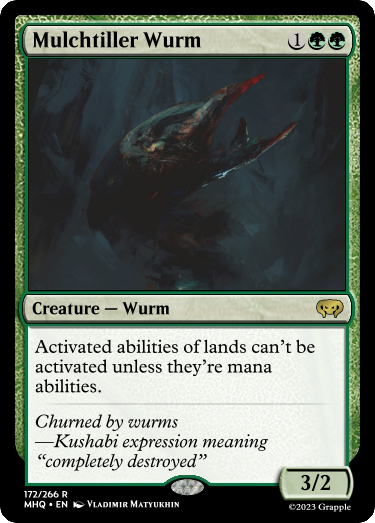 Mulchtiller Wurm 1
Creature — Wurm
Activated abilities of lands can't be
activated unless they're mana
abilities.
Churned by wurms
—Kushabi expression meaning
“completely destroyed”
3/2
172/266 R
MHQ • EN Vladimir Matyukhin
©2023 Grapple